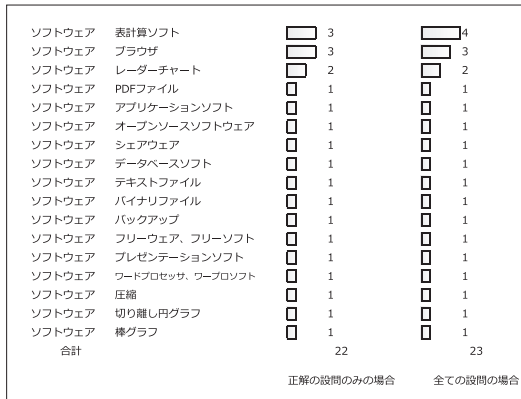 ソフトウェア 表計算ソフト 3 4
ソフトウェア ブラウザ 3 3
ソフトウェア レーダーチャート 2 2
ソフトウェア PDFファイル 1 1
ソフトウェア アプリケーションソフト 1 1
ソフトウェア オープンソースソフトウェア 1 1
ソフトウェア シェアウェア 1 1
ソフトウェア データベースソフト 1 1
ソフトウェア テキストファイル 1 1
ソフトウェア バイナリファイル 1 1
ソフトウェア バックアップ 1 1
ソフトウェア フリーウェア、フリーソフト 1 1
ソフトウェア プレゼンテーションソフト 1 1
ソフトウェア ワードプロセッサ、ワープロソフト 1 1
ソフトウェア 圧縮 1 1
ソフトウェア 切り離し円グラフ 1 1
ソフトウェア 棒グラフ 1 1
合計 22 23
正解の設問のみの場合 全ての設問の場合